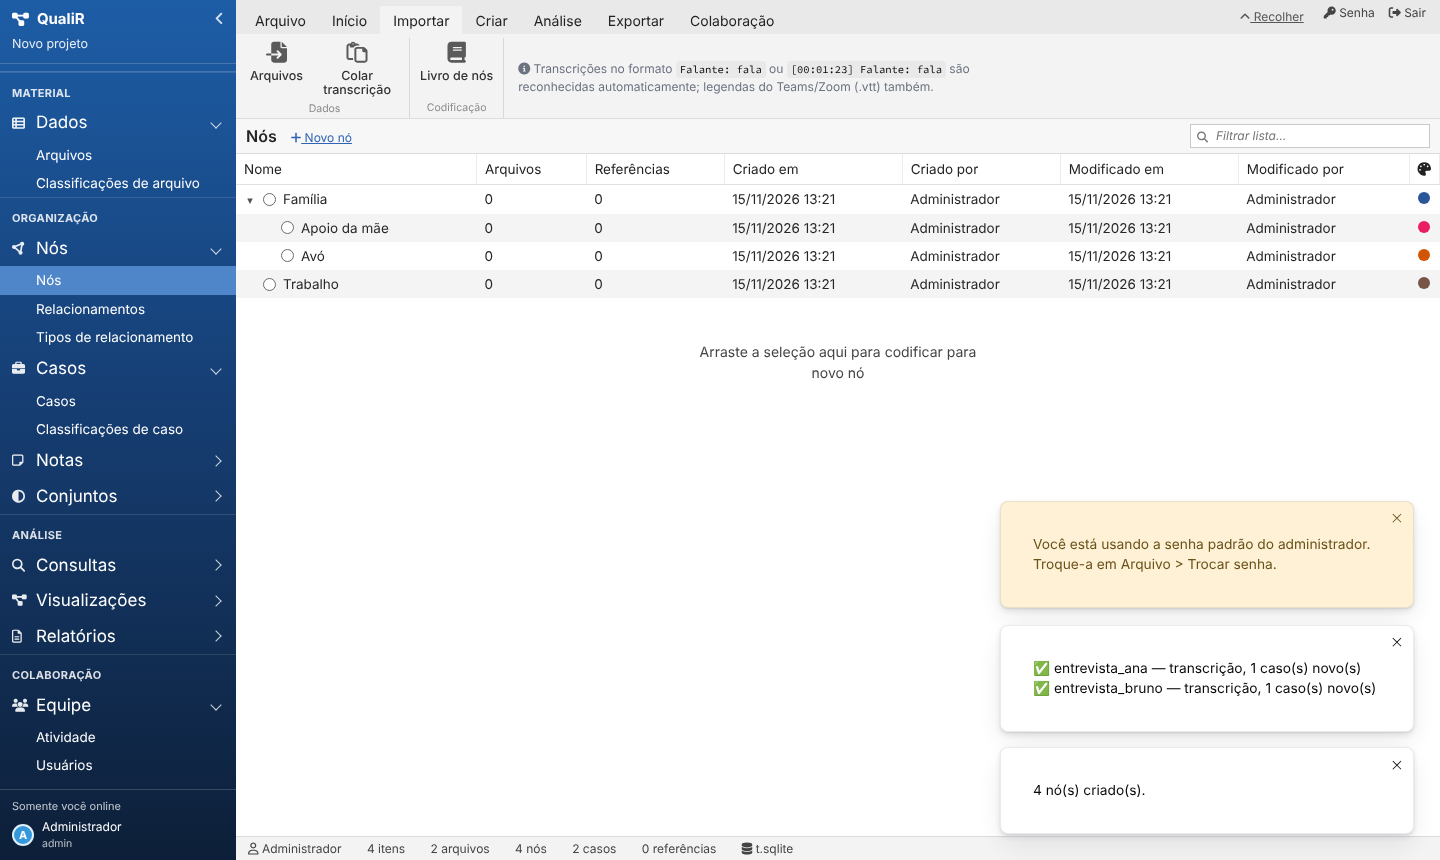 QualiR
Novo projeto
MATERIAL
Dados
Arquivos
Classificações de arquivo
ORGANIZAÇÃO
Nós
Nós
Relacionamentos
Tipos de relacionamento
Casos
Casos
Classificações de caso
Notas
Conjuntos
ANÁLISE
Consultas
Visualizações
Relatórios
COLABORAÇÃO
Equipe
Atividade
Usuários
Somente você online
A
Administrador
admin
Arquivo Início Importar Criar Análise Exportar Colaboração
Recolher Senha Sair
Arquivos
Colar
transcrição
Dados
Livro de nós
Codificação
Transcrições no formato Falante: fala ou [00:01:23] Falante: fala são
reconhecidas automaticamente; legendas do Teams/Zoom (.vtt) também.
Nós + Novo nó Filtrar lista...
Nome Arquivos Referências Criado em Criado por Modificado em Modificado por
Família 0 0 15/11/2026 13:21 Administrador 15/11/2026 13:21 Administrador
Apoio da mãe 0 0 15/11/2026 13:21 Administrador 15/11/2026 13:21 Administrador
Avó 0 0 15/11/2026 13:21 Administrador 15/11/2026 13:21 Administrador
Trabalho 0 0 15/11/2026 13:21 Administrador 15/11/2026 13:21 Administrador
Arraste a seleção aqui para codificar para
novo nó
Você está usando a senha padrão do administrador.
Troque-a em Arquivo > Trocar senha.
✅ entrevista_ana — transcrição, 1 caso(s) novo(s)
✅ entrevista_bruno — transcrição, 1 caso(s) novo(s)
4 nó(s) criado(s).
Administrador 4 itens 2 arquivos 4 nós 2 casos 0 referências t.sqlite